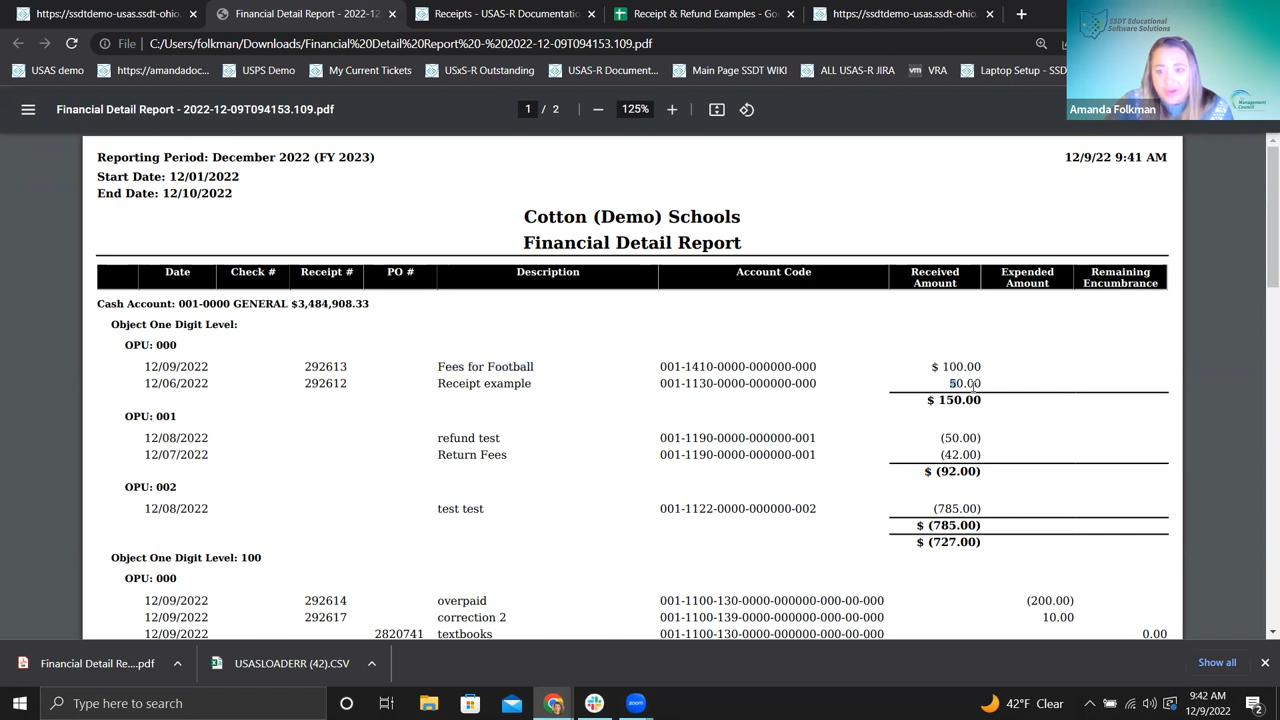 https://ssdtdemo-usas.ssdt-ohio.
Financial Detail Report - 2022-12-
Receipts - USAS-R Documentation
Receipt & Refund Examples - Go
https://ssdtdemo-usas.ssdt-ohio.
File C:/Users/folkman/Downloads/Financial%20Detail%20Report%20-%202022-12-09T094153.109.pdf
USAS demo https://amandadoc... USPS Demo My Current Tickets USxS Outstanding USAS-R Document... Main Page SSDT WIKI ALL USAS-R JIRA VRA Laptop Setup - SSD
SSDT Educational
Software Solutions
Management
Council
Amanda Folkman
Financial Detail Report - 2022-12-09T094153.109.pdf 1 / 2 125%
Reporting Period: December 2022 (FY 2023) 12/9/22 9:41 AM
Start Date: 12/01/2022
End Date: 12/10/2022
Cotton (Demo) Schools
Financial Detail Report
Date Check # Receipt # PO # Description Account Code Received Amount Expended Amount Remaining Encumbrance
Cash Account: 001-0000 GENERAL $3,484,908.33
Object One Digit Level:
OPU: 000
12/09/2022 292613 Fees for Football 001-1410-0000-000000-000 $ 100.00
12/06/2022 292612 Receipt example 001-1130-0000-000000-000 50.00
$ 150.00
OPU: 001
12/08/2022 refund test 001-1190-0000-000000-001 (50.00)
12/07/2022 Return Fees 001-1190-0000-000000-001 (42.00)
$ (92.00)
OPU: 002
12/08/2022 test test 001-1122-0000-000000-002 (785.00)
$ (785.00)
$ (727.00)
Object One Digit Level: 100
OPU: 000
12/09/2022 292614 overpaid 001-1100-130-0000-000000-000-00-000 (200.00)
12/09/2022 292617 correction 2 001-1100-139-0000-000000-000-00-000 10.00
12/09/2022 2820741 textbooks 001-1100-130-0000-000000-000-00-000 0.00
Financial Detail Re....pdf USASLOADERR (42).CSV Show all
Type here to search zoom 42°F Clear 9:42 AM
12/9/2022 2